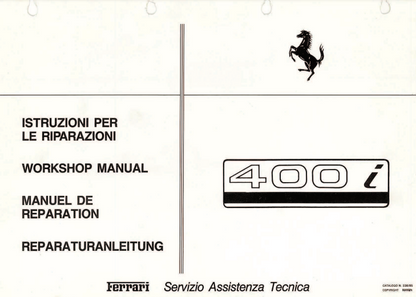 ISTRUZIONI PER
LE RIPARAZIONI
WORKSHOP MANUAL
MANUEL DE
REPARATION
REPARATURANLEITUNG
400 i
Ferrari Servizio Assistenza Tecnica